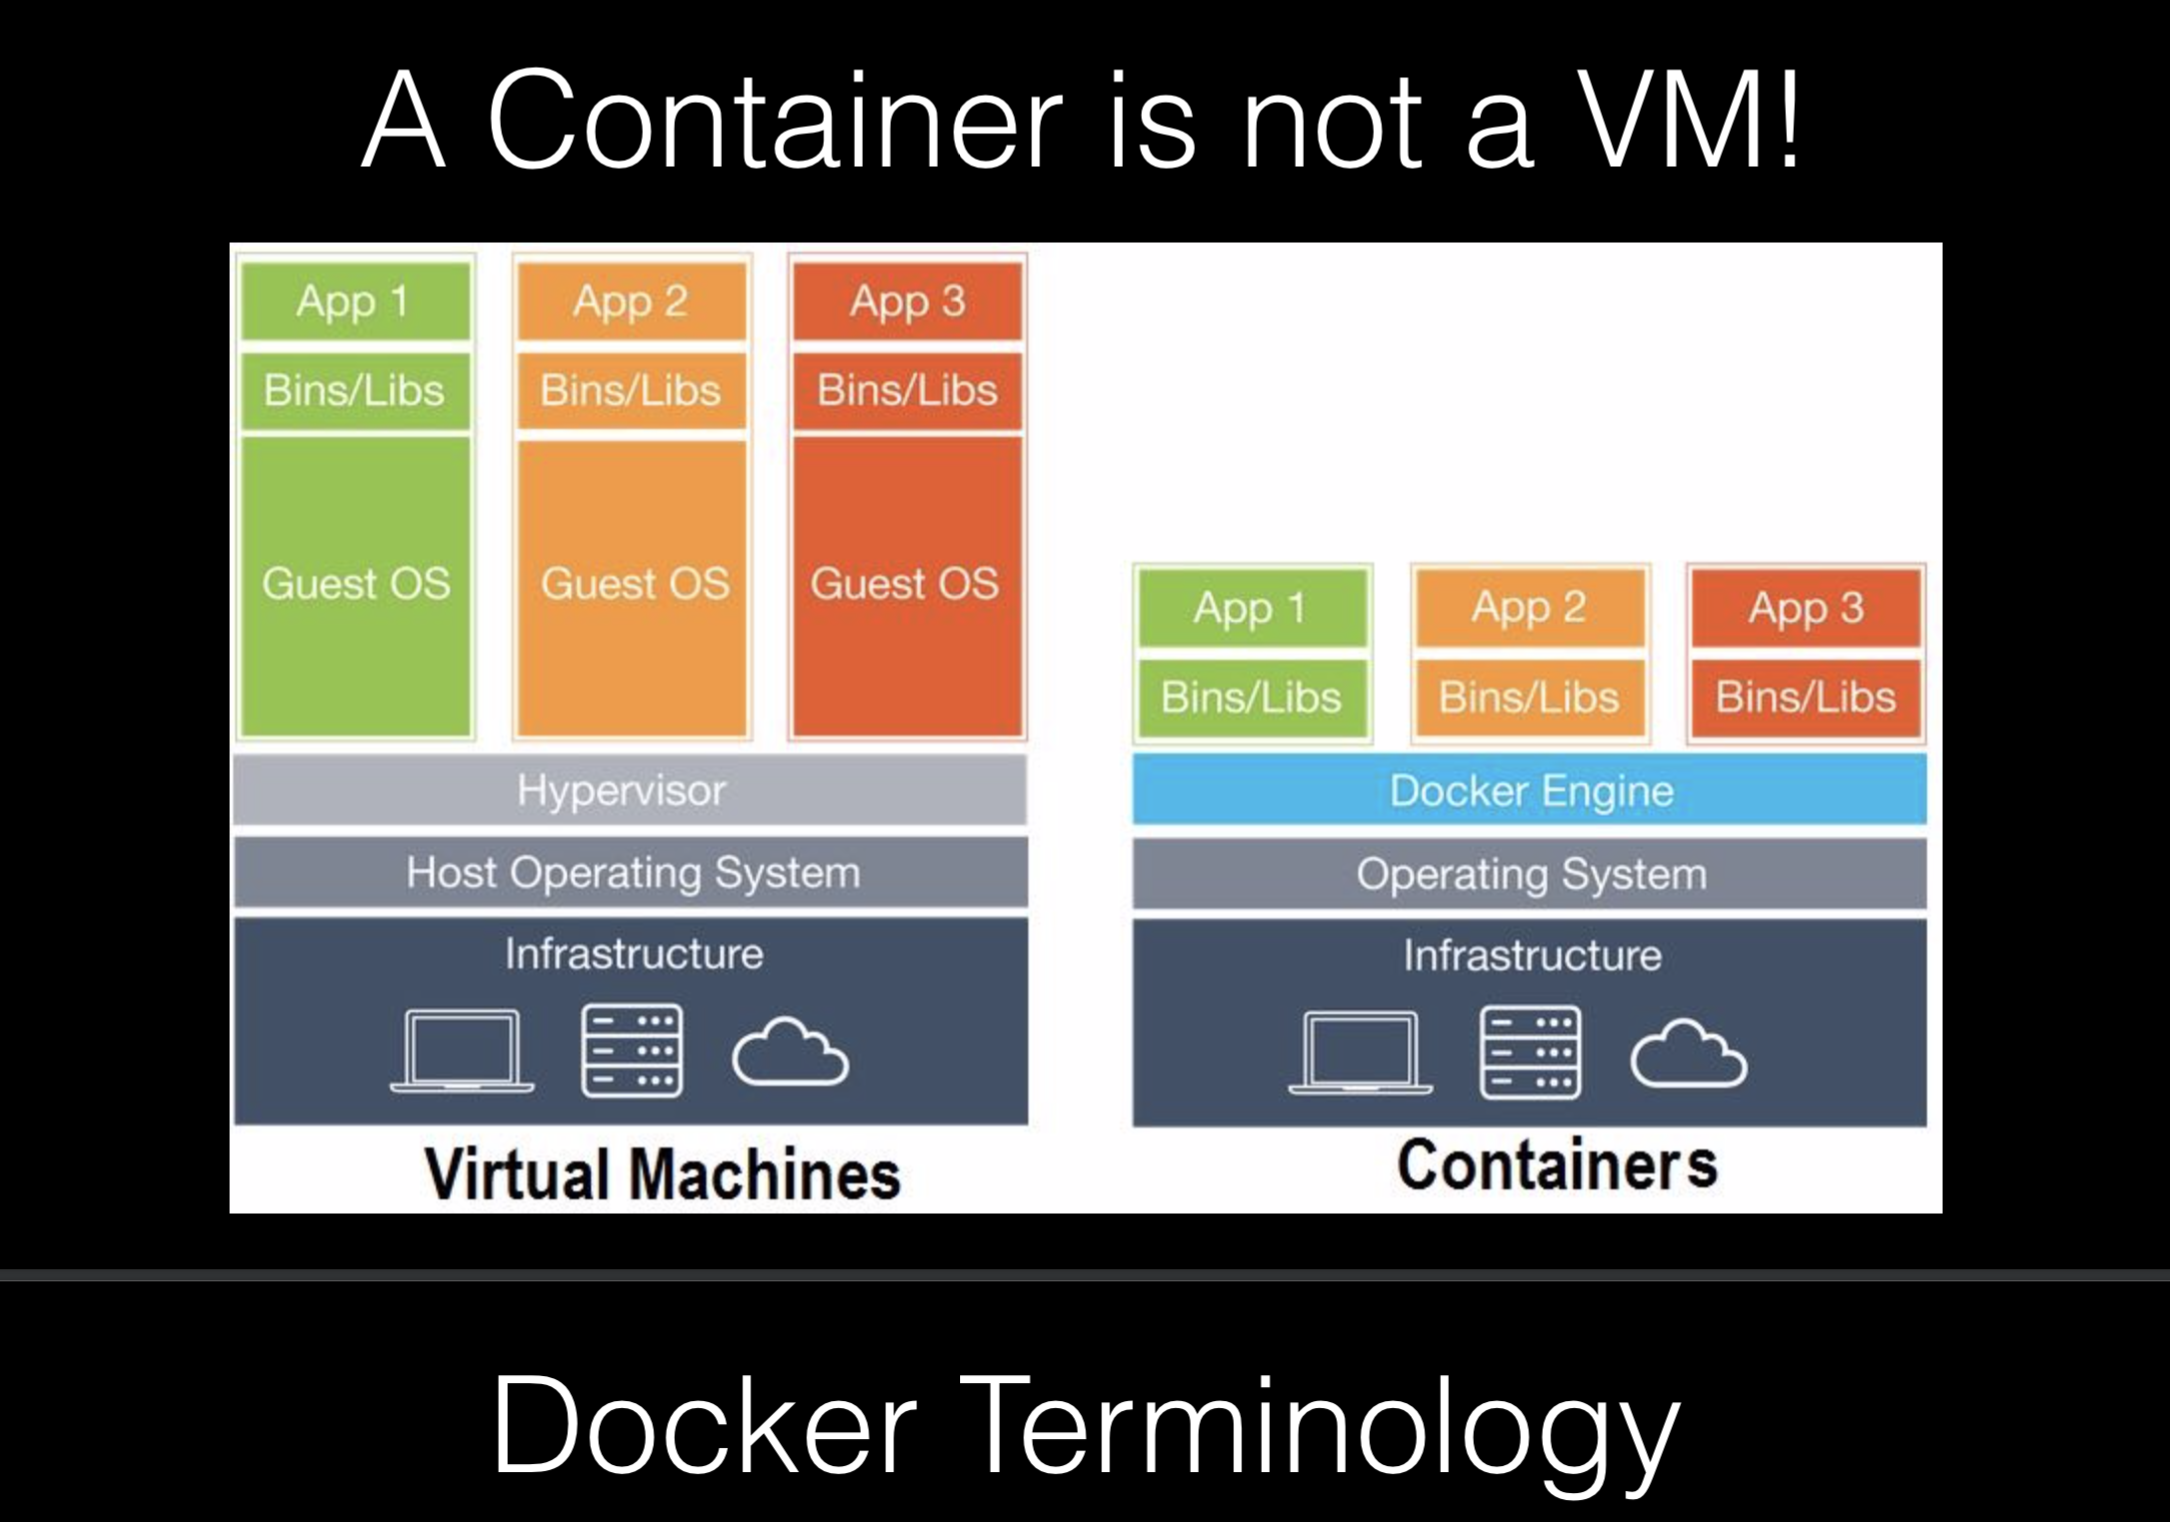 A Container is not a VM!
App 1
Bins/Libs
Guest OS
App 2
Bins/Libs
Guest OS
App 3
Bins/Libs
Guest OS
Hypervisor
Host Operating System
Infrastructure
Virtual Machines
App 1
Bins/Libs
App 2
Bins/Libs
App 3
Bins/Libs
Docker Engine
Operating System
Infrastructure
Containers
Docker Terminology